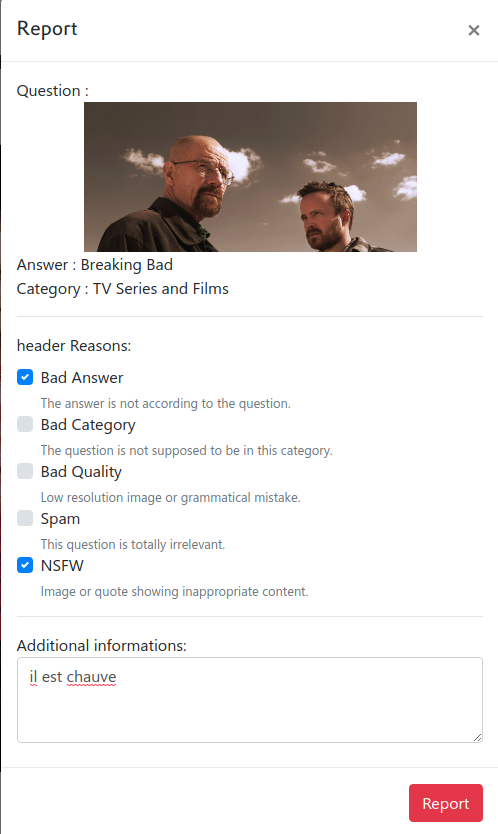 Report
×
Question :
Answer : Breaking Bad
Category : TV Series and Films
header Reasons:
Bad Answer
The answer is not according to the question.
Bad Category
The question is not supposed to be in this category.
Bad Quality
Low resolution image or grammatical mistake.
Spam
This question is totally irrelevant.
NSFW
Image or quote showing inappropriate content.
Additional informations:
il est chauve
Report